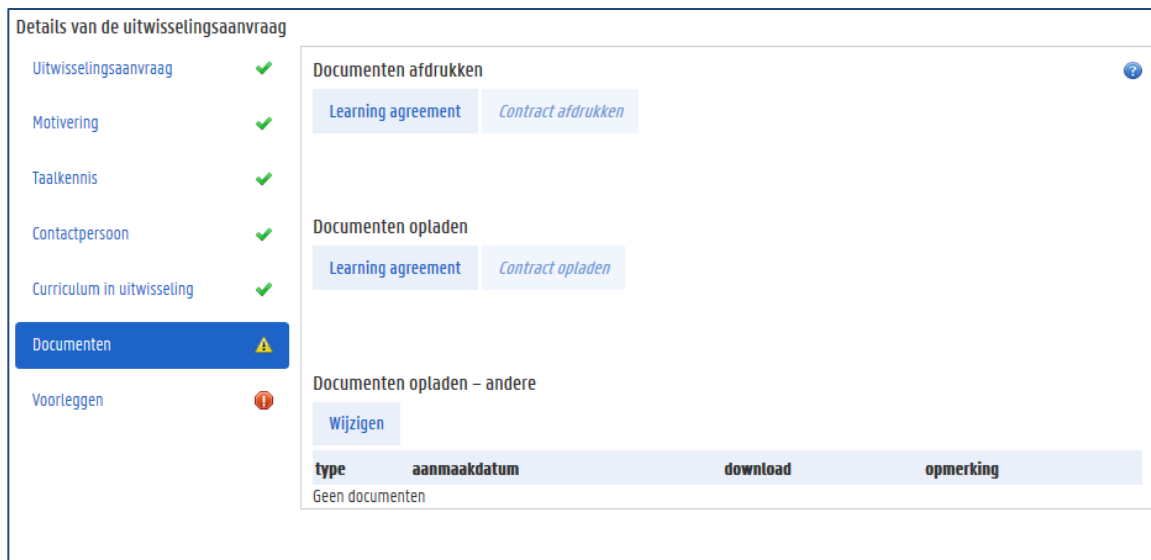 Details van de uitwisselingsaanvraag
Uitwisselingsaanvraag
Motivering
Taalkennis
Contactpersoon
Curriculum in uitwisseling
Documenten
Voorleggen
Documenten afdrukken
Learning agreement Contract afdrukken
Documenten opladen
Learning agreement Contract opladen
Documenten opladen – andere
Wijzigen
type aanmaakdatum download opmerking
Geen documenten